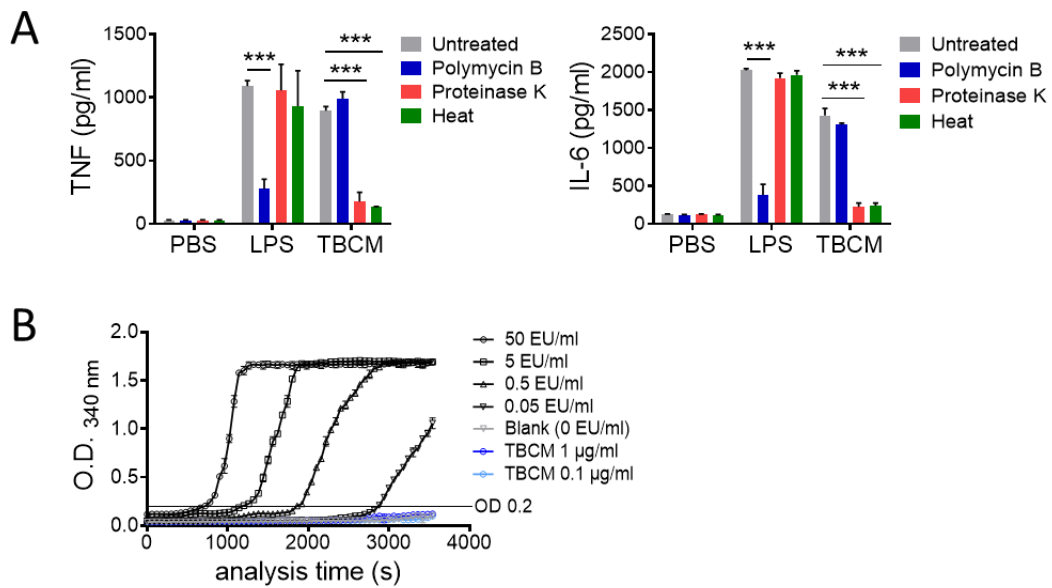 A
TNF (pg/ml)
1500
1000
500
0
PBS
LPS
TBCM
***
***
***
Untreated
Polymycin B
Proteinase K
Heat
IL-6 (pg/ml)
2500
2000
1500
1000
500
0
PBS
LPS
TBCM
***
***
***
Untreated
Polymycin B
Proteinase K
Heat
B
O.D. 340 nm
2.0
1.5
1.0
0.5
0.0
0
1000
2000
3000
4000
analysis time (s)
50 EU/ml
5 EU/ml
0.5 EU/ml
0.05 EU/ml
Blank (0 EU/ml)
TBCM 1 µg/ml
TBCM 0.1 µg/ml
OD 0.2